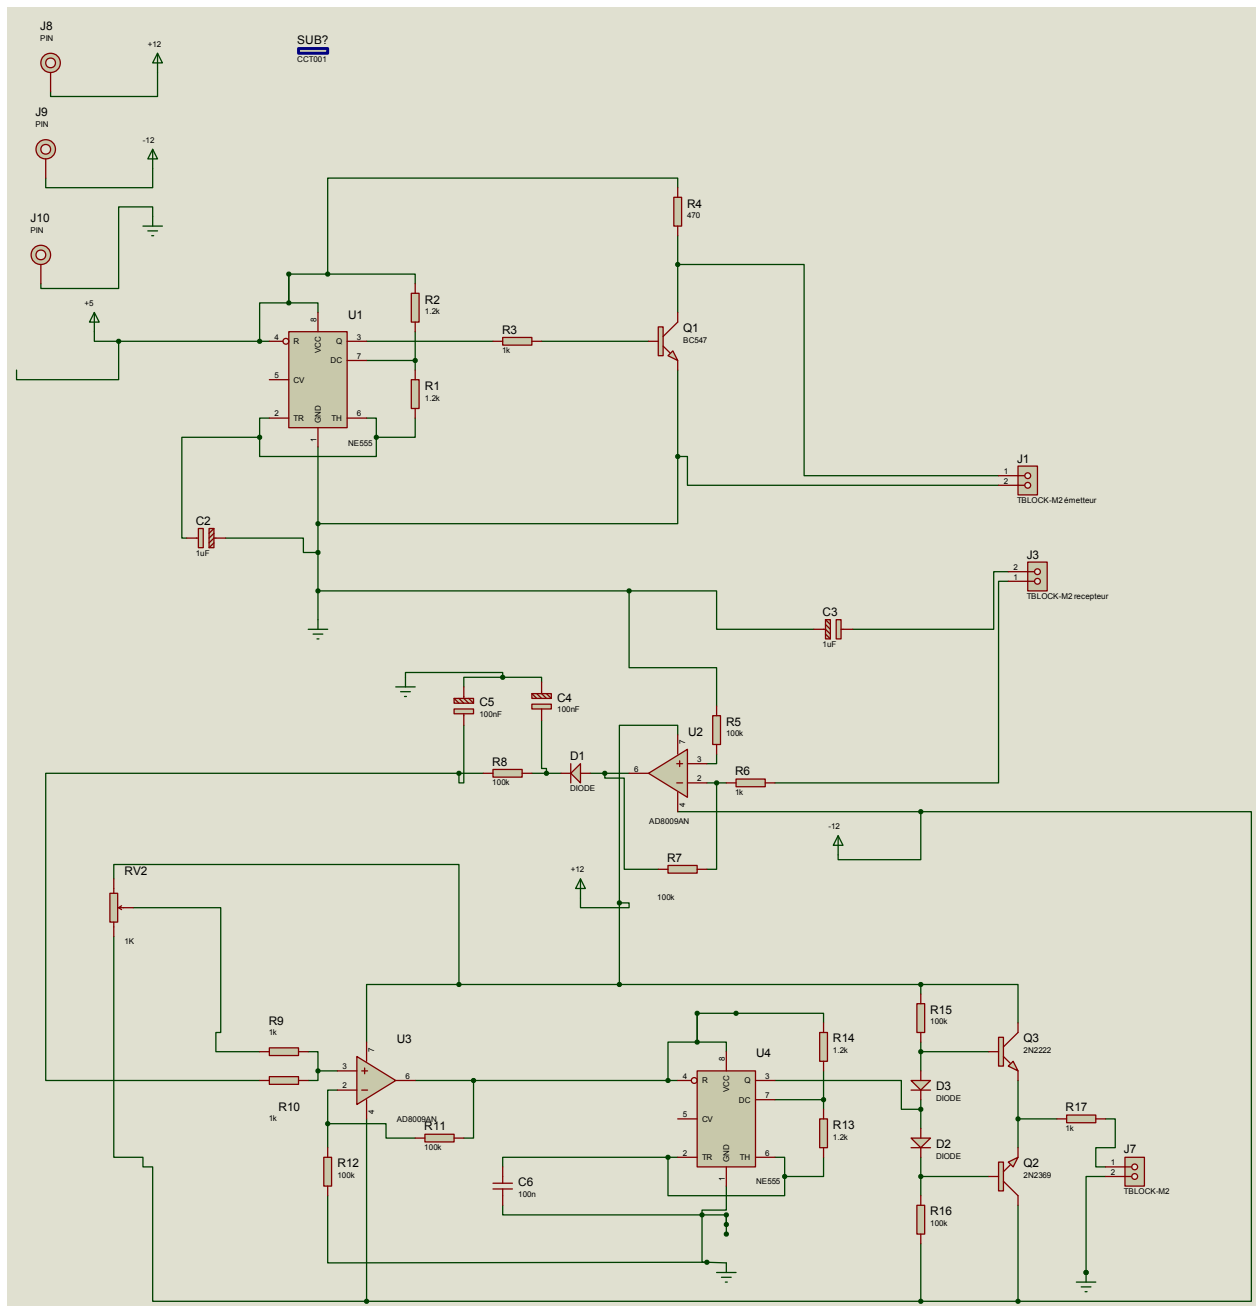 J8
PIN
+12
SUB?
CCT001
J9
PIN
-12
J10
PIN
R4
470
+5
U1
R2
1.2k
R3
1k
Q1
BC547
8
4
R
VCC
Q
3
DC
7
5
CV
R1
1.2k
2
TR
GND
TH
6
1
NE555
J1
1
2
TBLOCK-M2 émetteur
C2
1uF
J3
2
1
TBLOCK-M2 recepteur
C3
1uF
C5
100nF
C4
100nF
R5
100k
U2
7
3
2
6
4
AD8009AN
R8
100k
D1
DIODE
R6
1k
-12
R7
100k
+12
RV2
1K
R9
1k
R10
1k
U3
7
3
2
6
4
AD8009AN
R11
100k
R12
100k
U4
R14
1.2k
8
4
R
VCC
Q
3
DC
7
5
CV
R13
1.2k
2
TR
GND
TH
6
1
NE555
C6
100n
R15
100k
Q3
2N2222
D3
DIODE
D2
DIODE
R17
1k
Q2
2N2369
R16
100k
J7
1
2
TBLOCK-M2